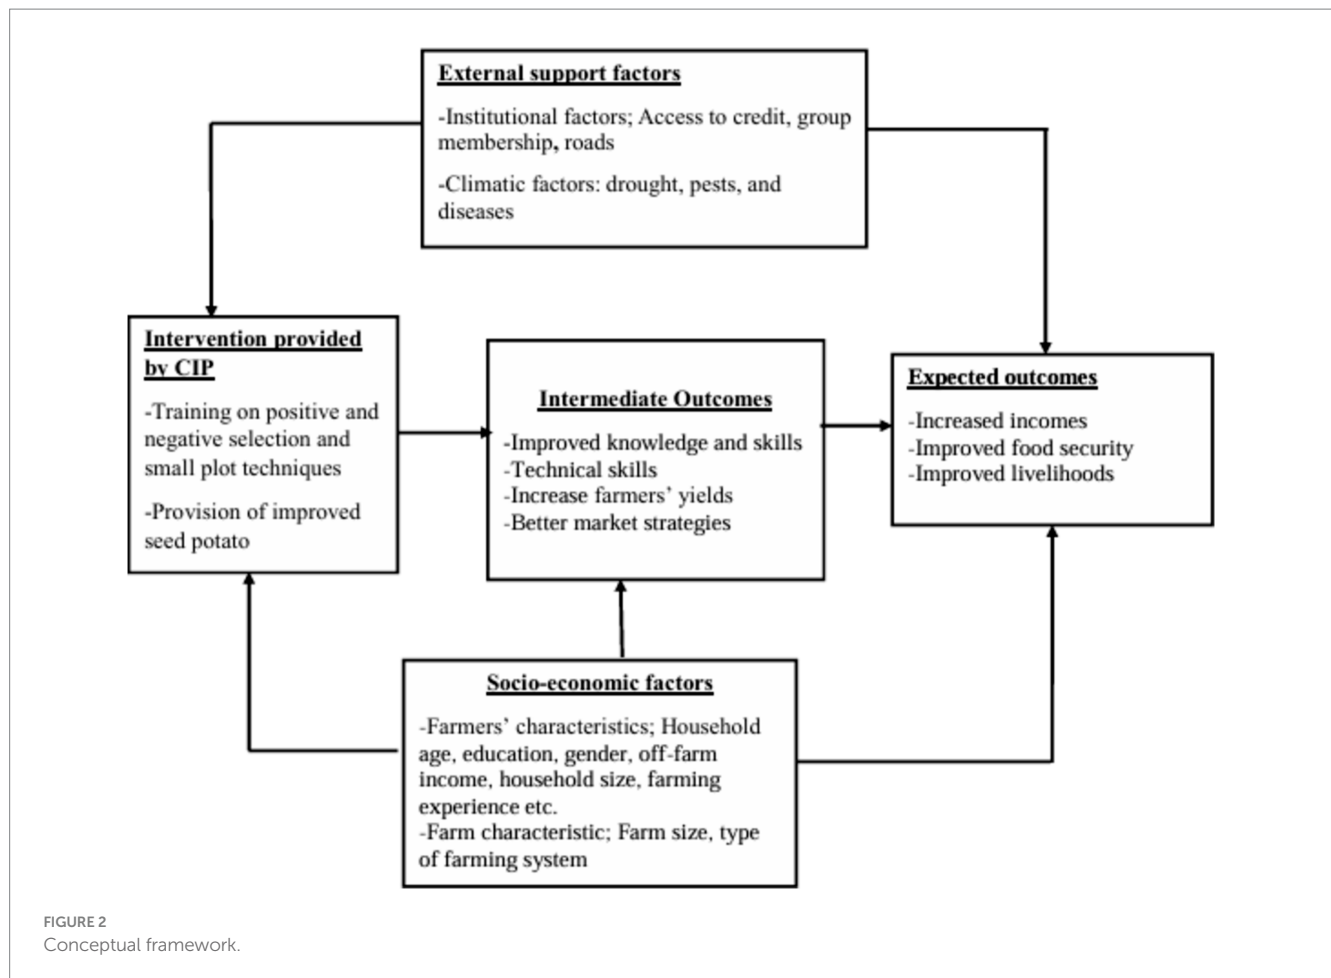 External support factors
-Institutional factors; Access to credit, group
membership, roads
-Climatic factors: drought, pests, and
diseases
Intervention provided
by CIP
-Training on positive and
negative selection and
small plot techniques
-Provision of improved
seed potato
Intermediate Outcomes
-Improved knowledge and skills
-Technical skills
-Increase farmers’ yields
-Better market strategies
Expected outcomes
-Increased incomes
-Improved food security
-Improved livelihoods
Socio-economic factors
-Farmers’ characteristics; Household
age, education, gender, off-farm
income, household size, farming
experience etc.
-Farm characteristic; Farm size, type
of farming system
FIGURE 2
Conceptual framework.